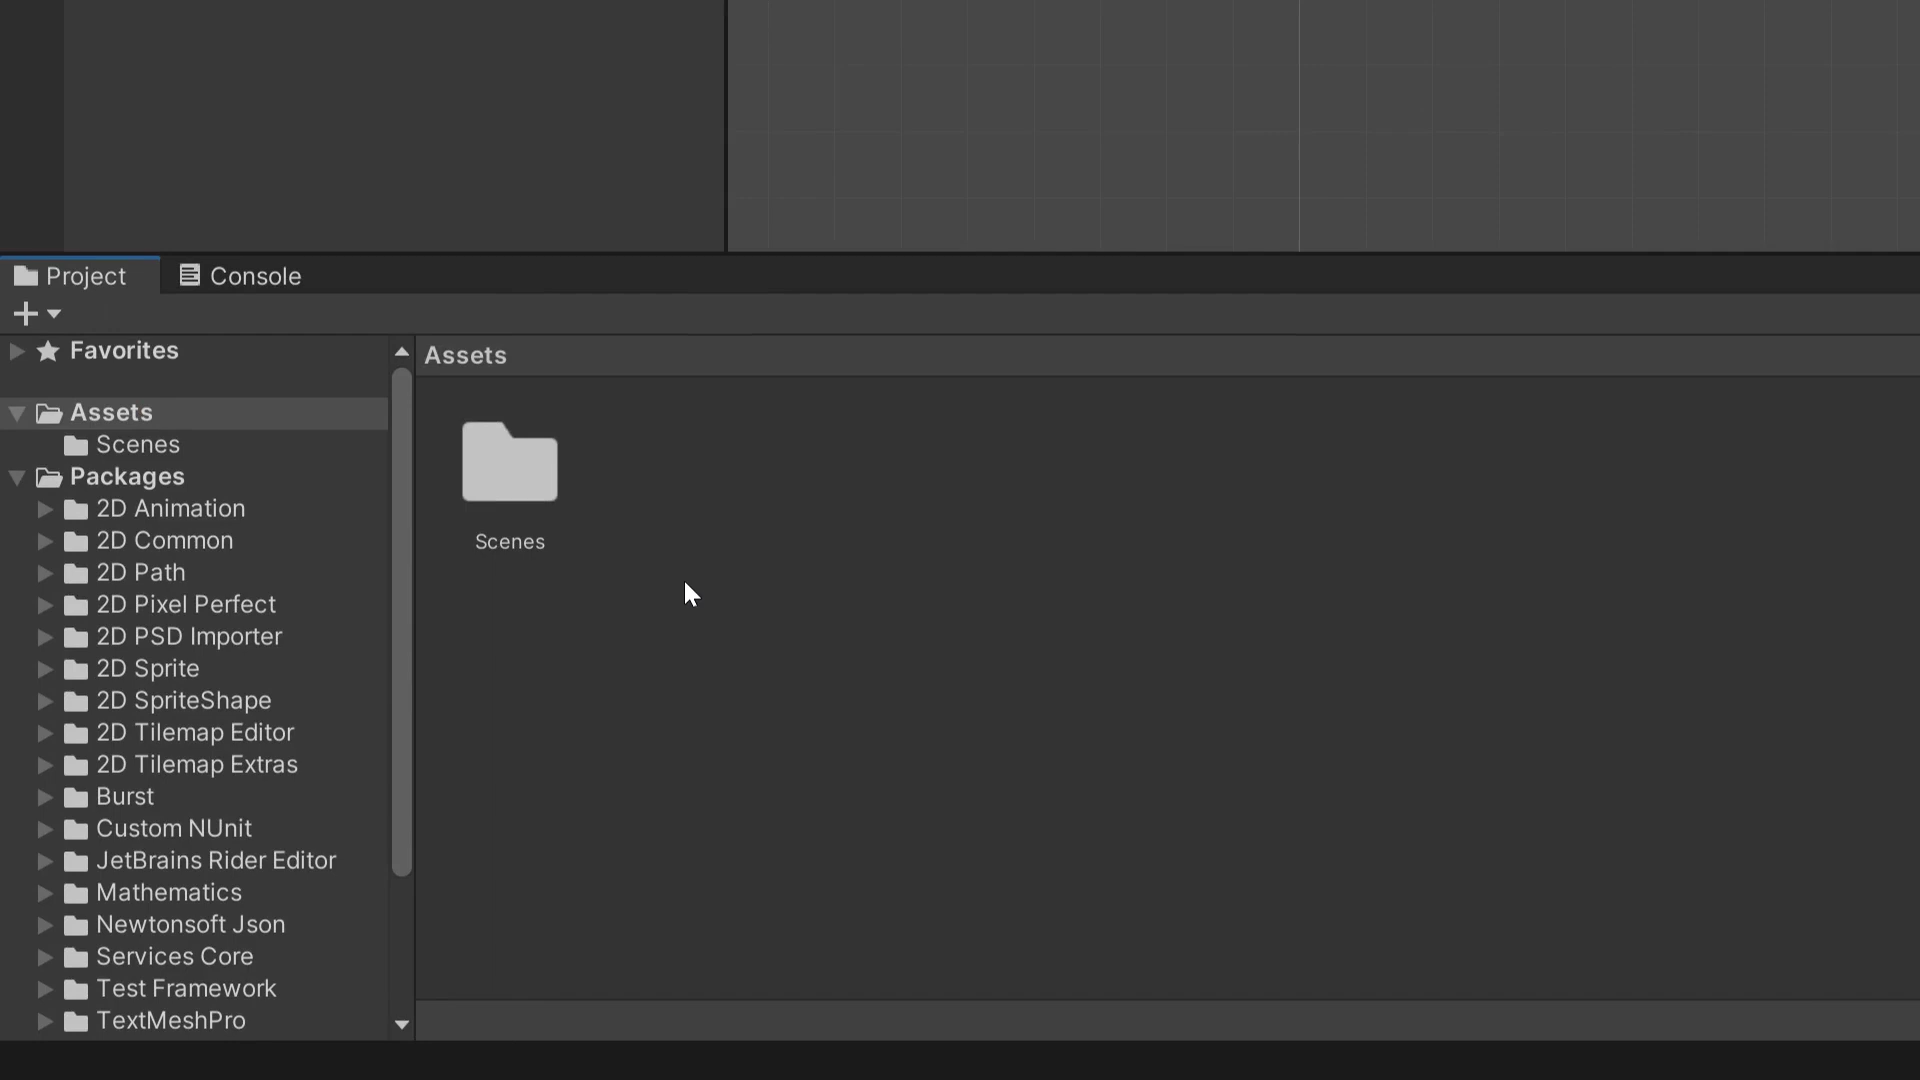 Project
Console
Favorites
Assets
Scenes
Packages
2D Animation
2D Common
2D Path
2D Pixel Perfect
2D PSD Importer
2D Sprite
2D SpriteShape
2D Tilemap Editor
2D Tilemap Extras
Burst
Custom NUnit
JetBrains Rider Editor
Mathematics
Newtonsoft Json
Services Core
Test Framework
TextMeshPro
Assets
Scenes